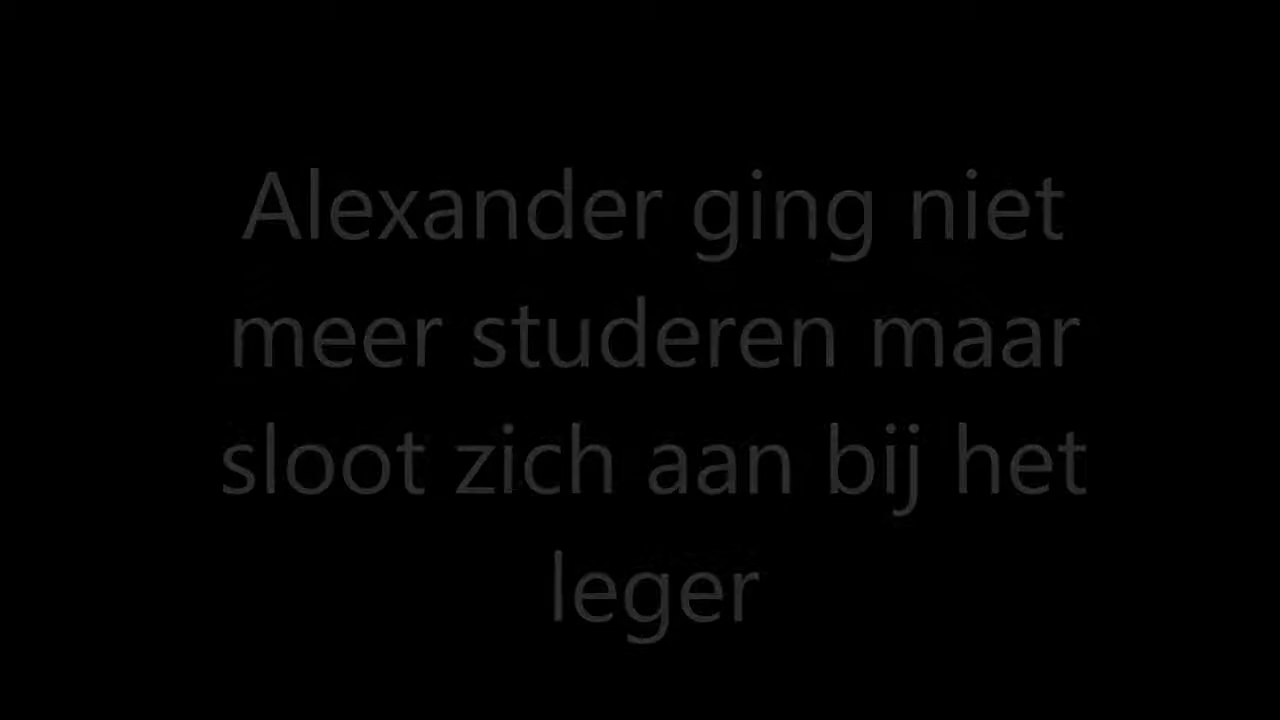 Alexander ging niet
meer studeren maar
sloot zich aan bij het
leger